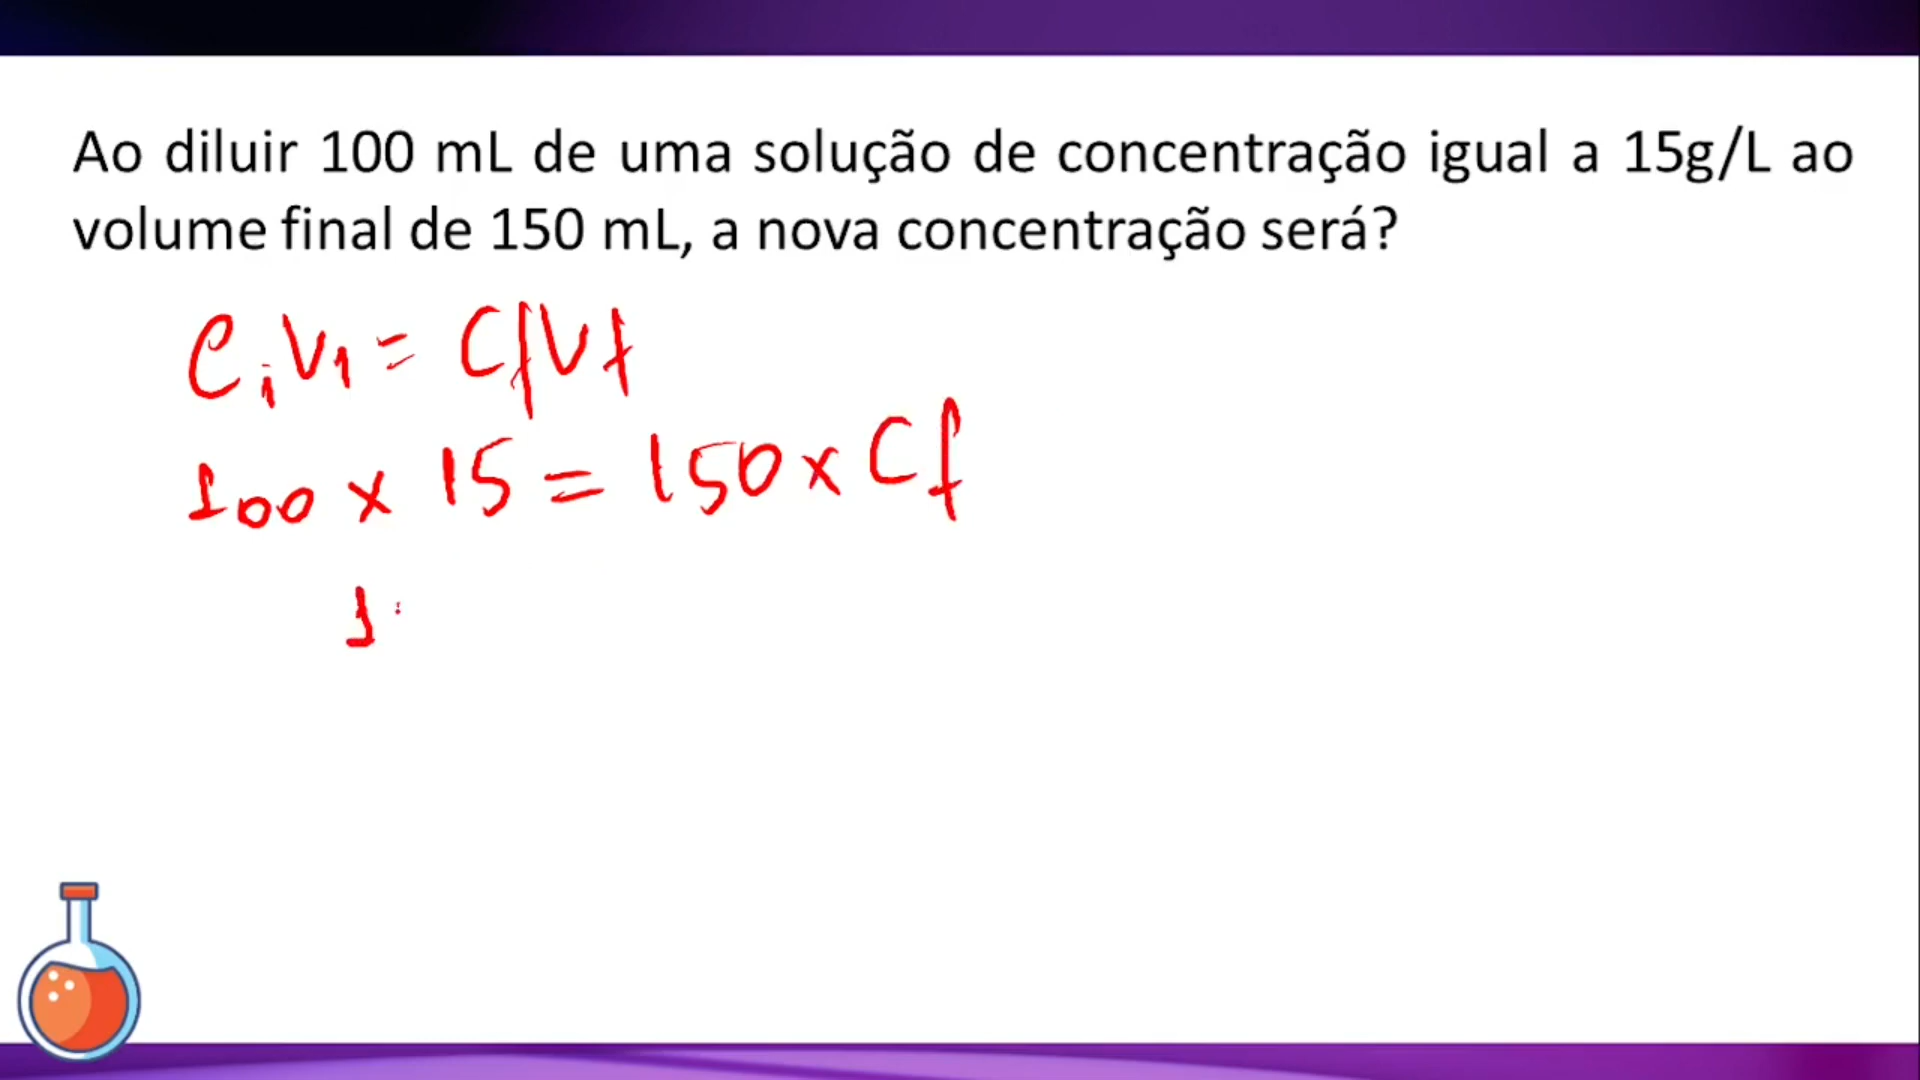 Ao diluir 100 mL de uma solução de concentração igual a 15g/L ao
volume final de 150 mL, a nova concentração será?
CiV1 = CfVf
100 x 15 = 150 x Cf
1